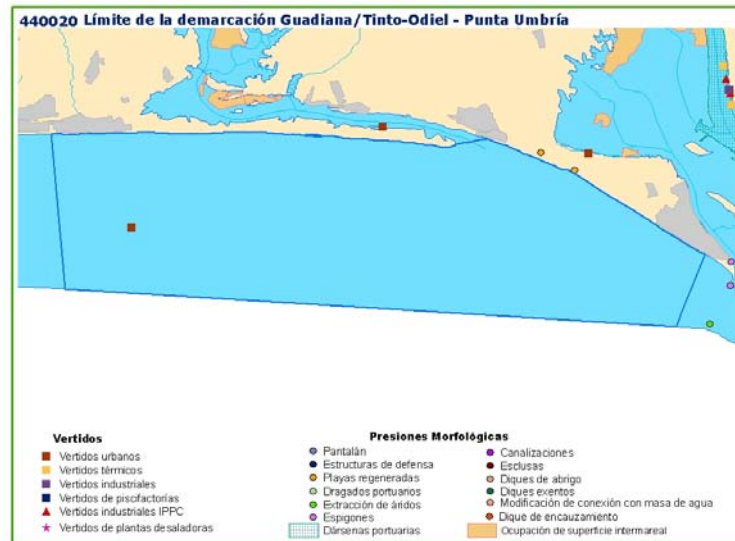 440020 Límite de la demarcación Guadiana/Tinto-Odiel - Punta Umbría
Vertidos
Vertidos urbanos
Vertidos térmicos
Vertidos industriales
Vertidos de piscifactorías
Vertidos industriales IPPC
Vertidos de plantas desaladoras
Presiones Morfológicas
Pantalán
Estructuras de defensa
Playas regeneradas
Dragados portuarios
Extracción de áridos
Espigones
Dársenas portuarias
Canalizaciones
Esclusas
Diques de abrigo
Diques exentos
Modificación de conexión con masa de agua
Dique de encauzamiento
Ocupación de superficie intermareal